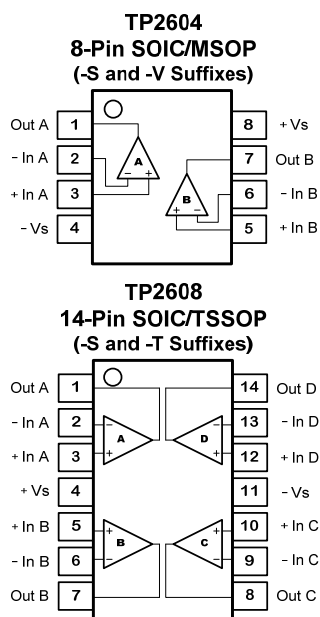 TP2604
8-Pin SOIC/MSOP
(-S and -V Suffixes)
Out A 1 8 + Vs
A
- In A 2 7 Out B
- + B
+ In A 3 6 - In B
+ -
- Vs 4 5 + In B
TP2608
14-Pin SOIC/TSSOP
(-S and -T Suffixes)
Out A 1 14 Out D
- In A 2 - - 13 - In D
A D
+ In A 3 + + 12 + In D
+ Vs 4 11 - Vs
+ In B 5 + + 10 + In C
B C
- In B 6 - - 9 - In C
Out B 7 8 Out C